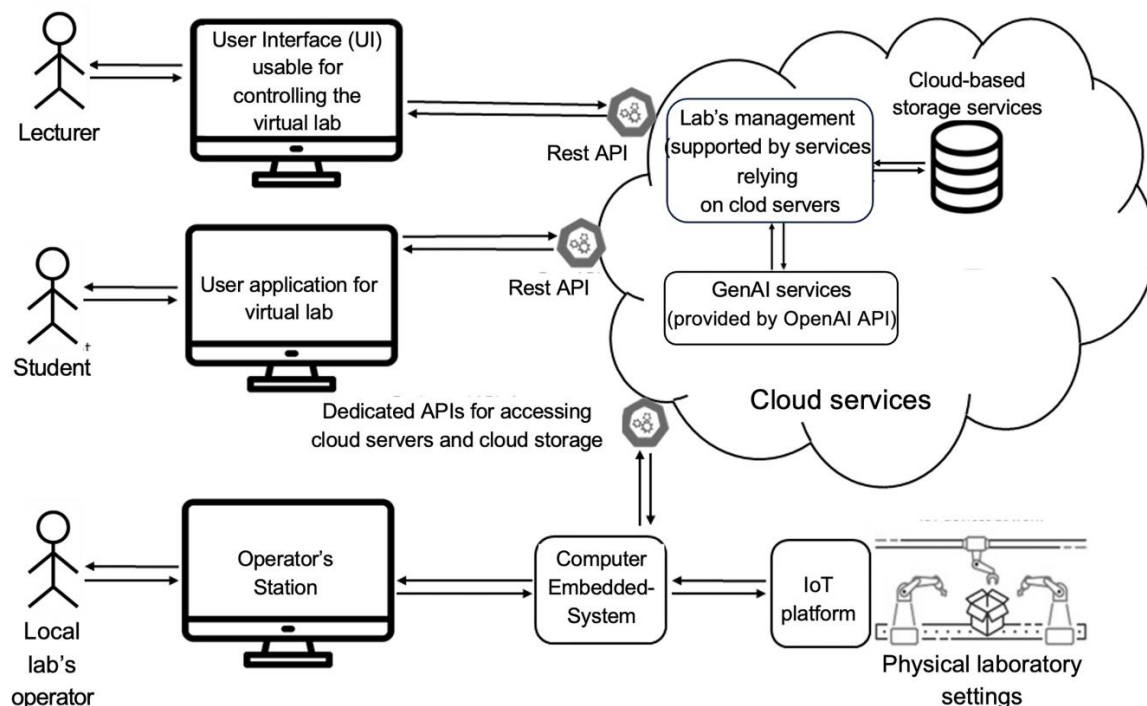 User Interface (UI)
usable for
controlling the
virtual lab
Lecturer
Rest API
Cloud-based
storage services
Lab's management
(supported by services
relying
on clod servers
User application for
virtual lab
Student
Rest API
GenAI services
(provided by OpenAI API)
Cloud services
Dedicated APIs for accessing
cloud servers and cloud storage
Operator's
Station
Local
lab's
operator
Computer
Embedded-
System
IoT
platform
Physical laboratory
settings